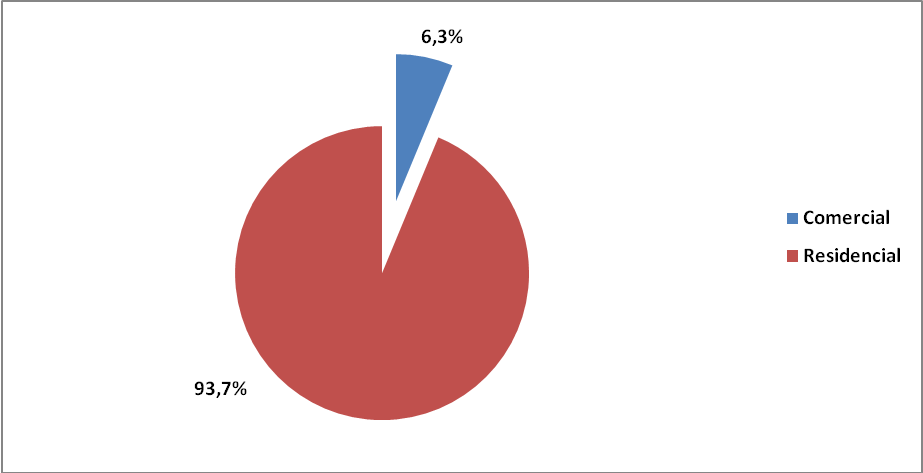 6,3%
Comercial
Residencial
93,7%